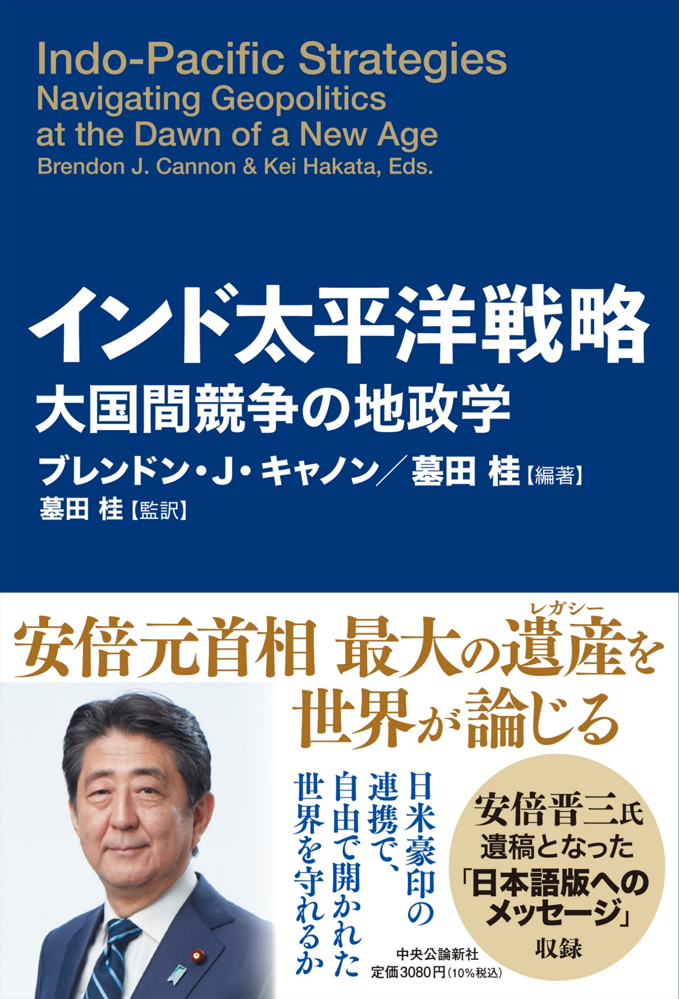 Indo-Pacific Strategies
Navigating Geopolitics
at the Dawn of a New Age
Brendon J. Cannon & Kei Hakata, Eds.
インド太平洋戦略
大国間競争の地政学
ブレンドン・J・キャノン／墓田 桂【編著】
墓田 桂【監訳】
レガシー
安倍元首相 最大の遺産を
世界が論じる
日米豪印の
連携で、
自由で開かれた
世界を守れるか
安倍晋三氏
遺稿となった
「日本語版への
メッセージ」
収録
中央公論新社
定価3080円（10%税込）